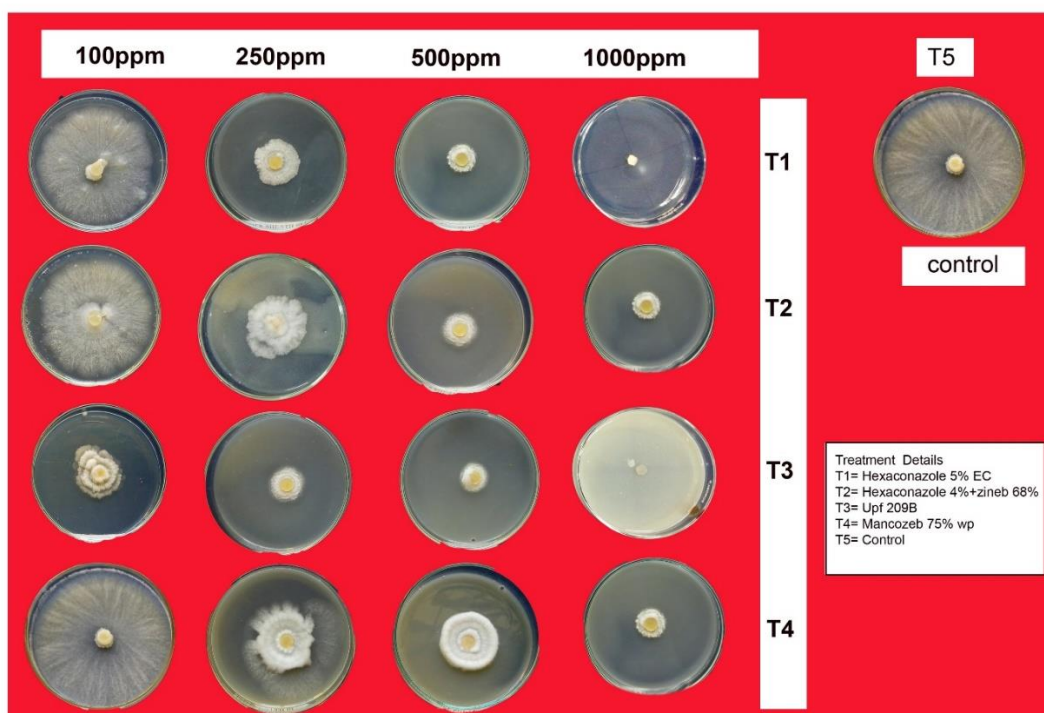 100ppm 250ppm 500ppm 1000ppm
T5
T1
control
T2
T3
Treatment Details
T1= Hexaconazole 5% EC
T2= Hexaconazole 4%+zineb 68%
T3= Upf 209B
T4= Mancozeb 75% wp
T5= Control
T4